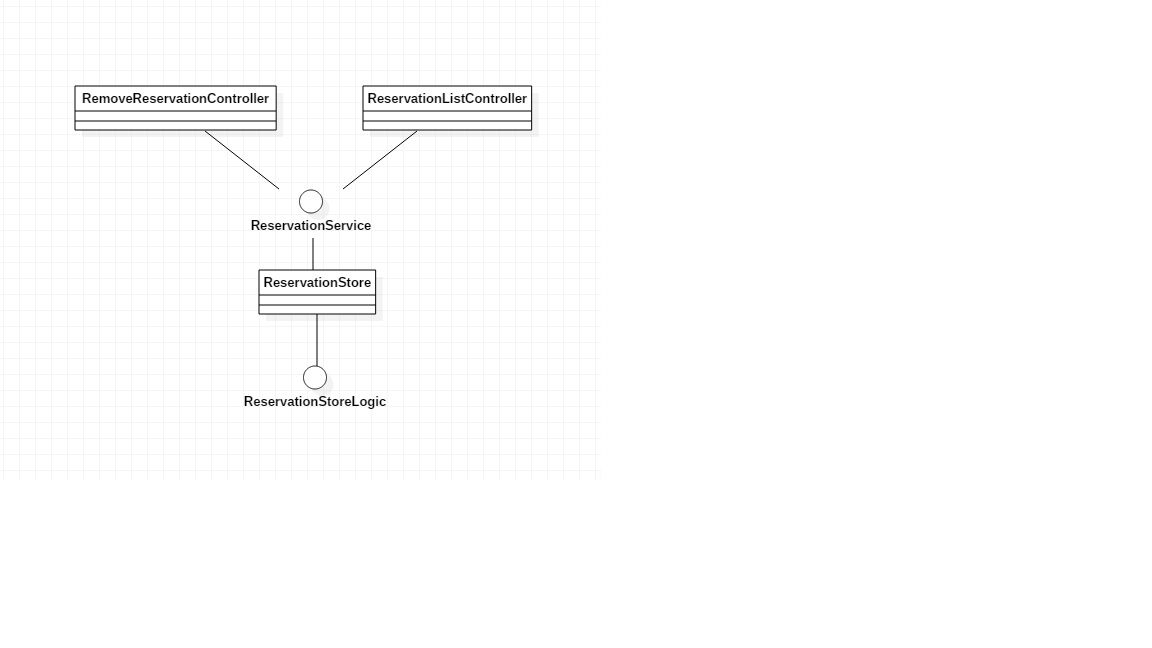 RemoveReservationController
ReservationListController
ReservationService
ReservationStore
ReservationStoreLogic